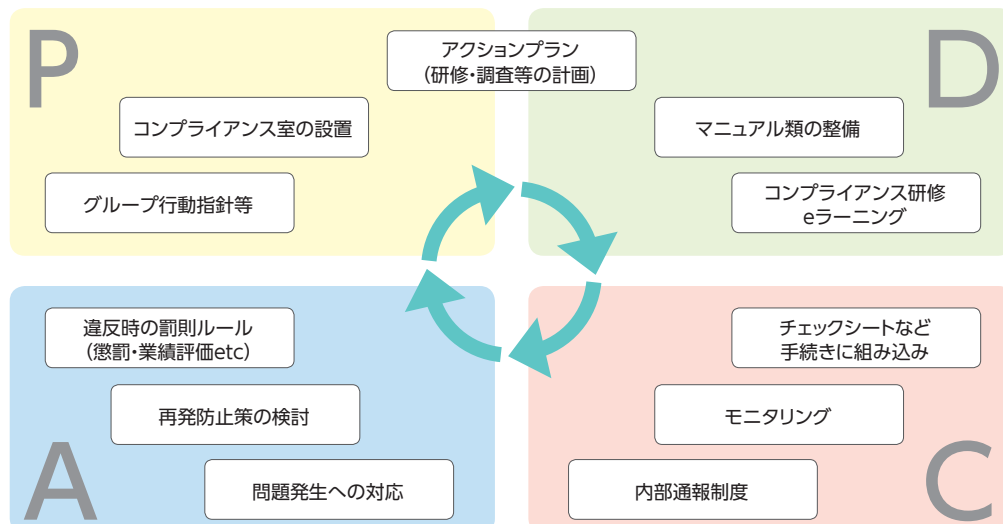 P
アクションプラン
(研修・調査等の計画)
コンプライアンス室の設置
グループ行動指針等
D
マニュアル類の整備
コンプライアンス研修
eラーニング
違反時の罰則ルール
(懲罰・業績評価etc)
再発防止策の検討
問題発生への対応
A
チェックシートなど
手続きに組み込み
モニタリング
内部通報制度
C